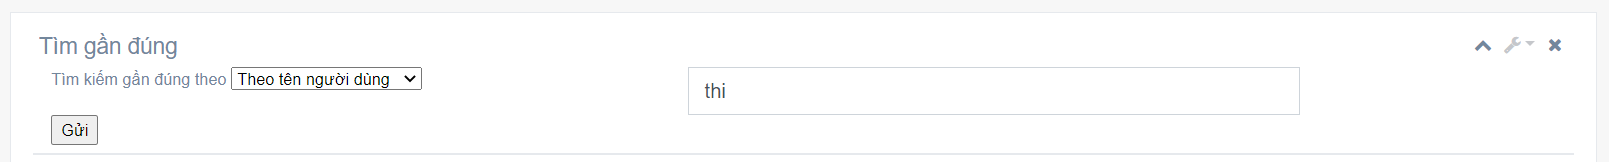 Tìm gần đúng
Tìm kiếm gần đúng theo Theo tên người dùng
thi
Gửi